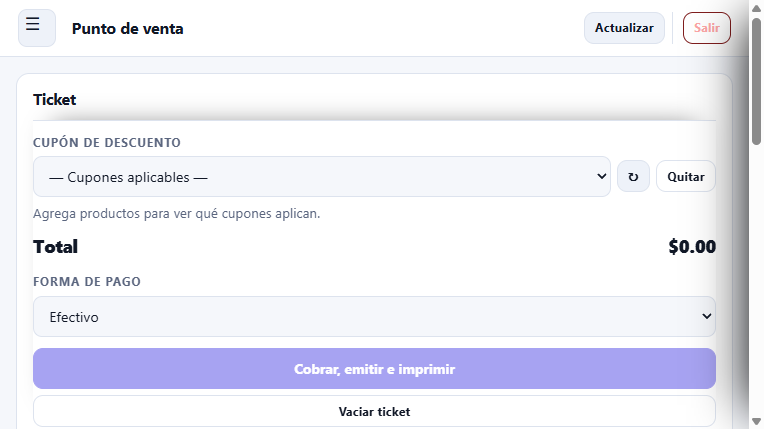 ☰ Punto de venta Actualizar Salir
Ticket
CUPÓN DE DESCUENTO
— Cupones aplicables — ↻ Quitar
Agrega productos para ver qué cupones aplican.
Total $0.00
FORMA DE PAGO
Efectivo
Cobrar, emitir e imprimir
Vaciar ticket